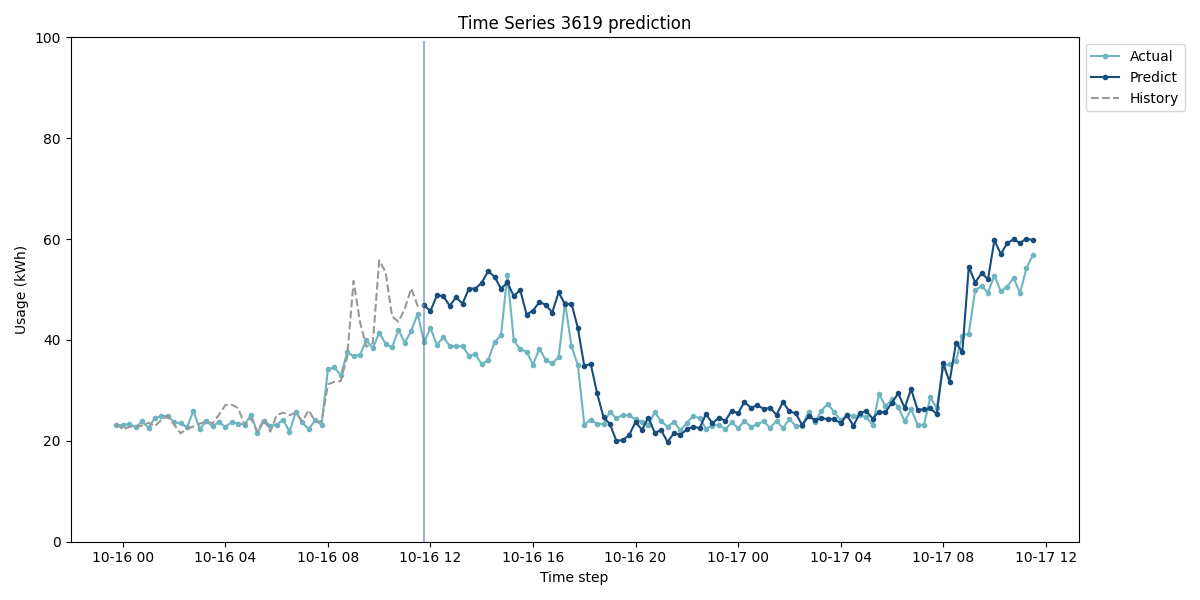 Time Series 3619 prediction
Usage (kWh)
100
80
60
40
20
0
10-16 00
10-16 04
10-16 08
10-16 12
10-16 16
10-16 20
10-17 00
10-17 04
10-17 08
10-17 12
Time step
Actual
Predict
History